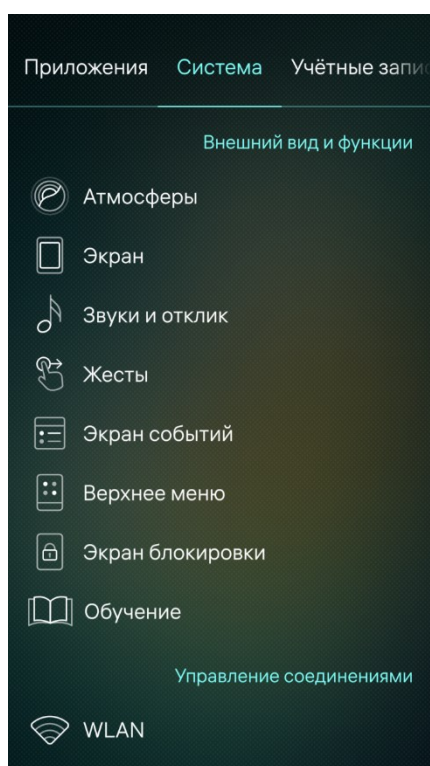 Приложения Система Учётные запи
Внешний вид и функции
Атмосферы
Экран
Звуки и отклик
Жесты
Экран событий
Верхнее меню
Экран блокировки
Обучение
Управление соединениями
WLAN